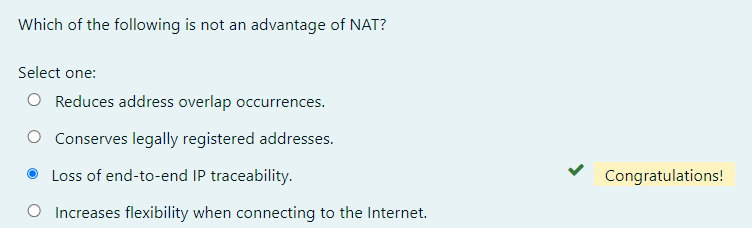 Which of the following is not an advantage of NAT?
Select one:
Reduces address overlap occurrences.
Conserves legally registered addresses.
Loss of end-to-end IP traceability.
Congratulations!
Increases flexibility when connecting to the Internet.